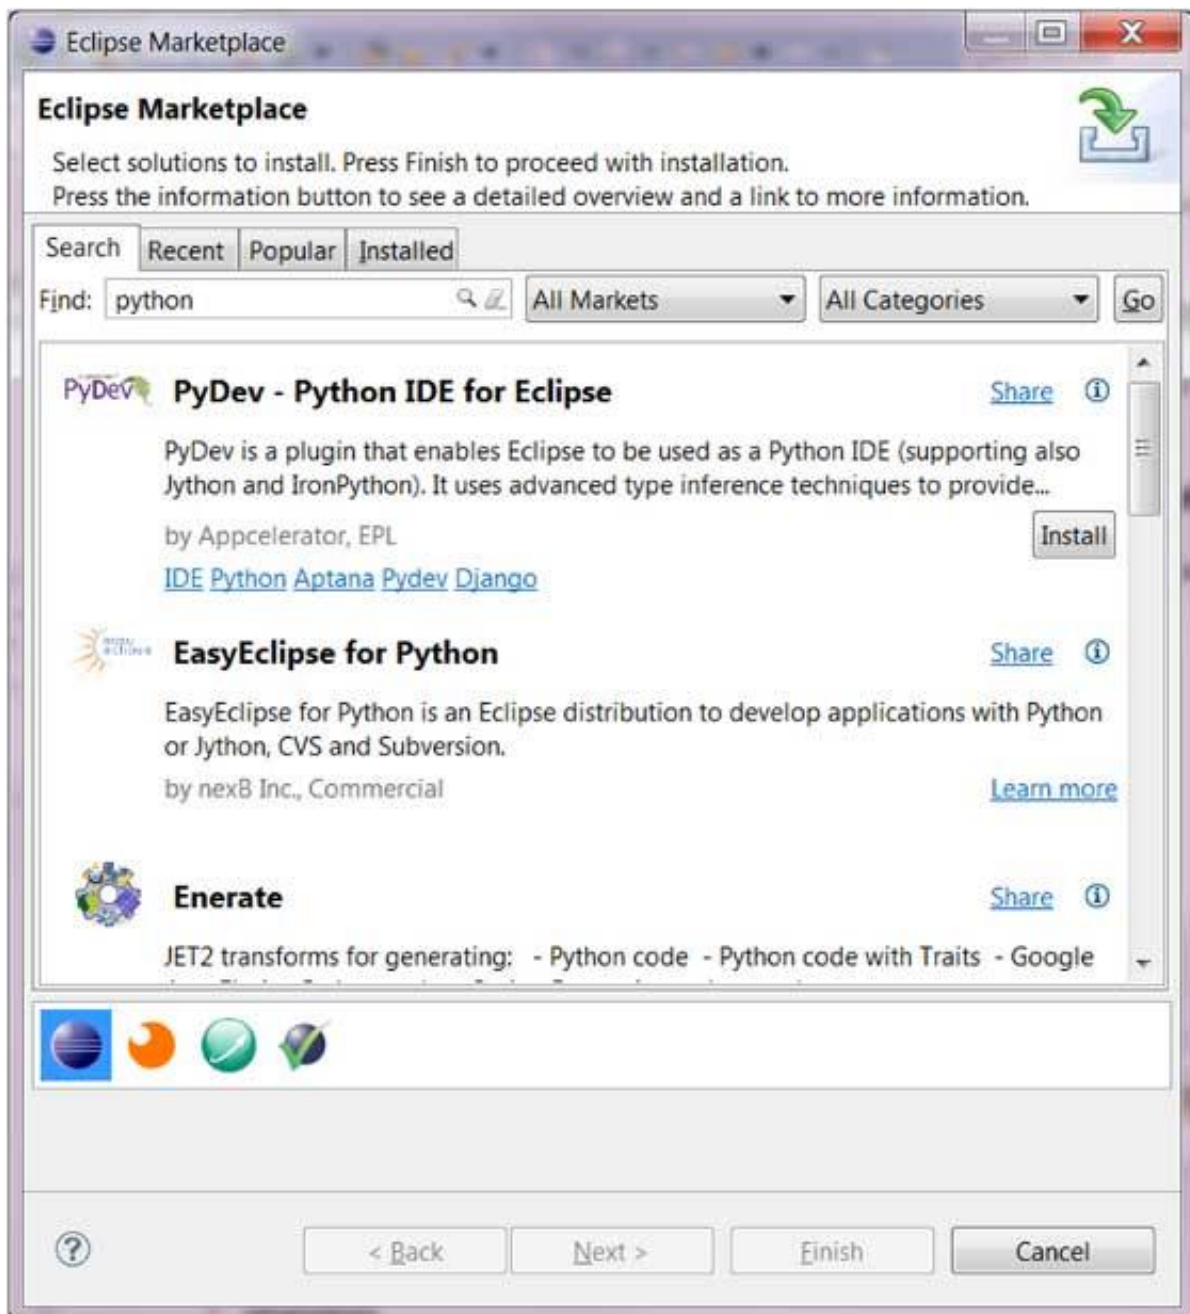 Eclipse Marketplace
Eclipse Marketplace
Select solutions to install. Press Finish to proceed with installation.
Press the information button to see a detailed overview and a link to more information.
Search Recent Popular Installed
Find: python All Markets All Categories Go
PyDev PyDev - Python IDE for Eclipse Share
PyDev is a plugin that enables Eclipse to be used as a Python IDE (supporting also
Jython and IronPython). It uses advanced type inference techniques to provide...
by Appcelerator, EPL Install
IDE Python Aptana Pydev Django
EasyEclipse for Python Share
EasyEclipse for Python is an Eclipse distribution to develop applications with Python
or Jython, CVS and Subversion.
by nexB Inc., Commercial Learn more
Enerate Share
JET2 transforms for generating: - Python code - Python code with Traits - Google
< Back Next > Finish Cancel